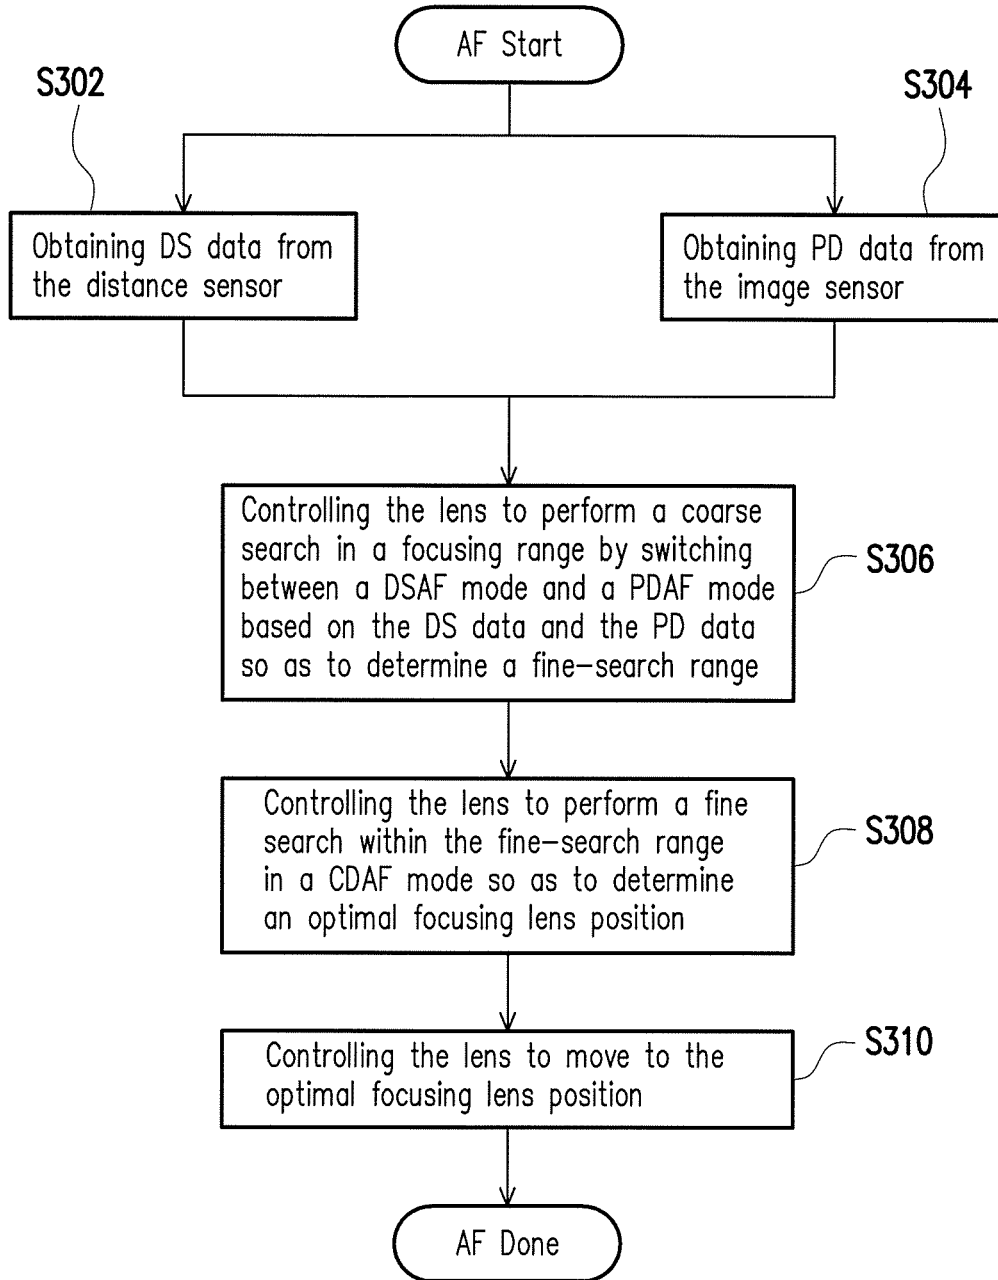 AF Start
S302
S304
Obtaining DS data from
the distance sensor
Obtaining PD data from
the image sensor
Controlling the lens to perform a coarse
search in a focusing range by switching
between a DSAF mode and a PDAF mode
based on the DS data and the PD data
so as to determine a fine-search range
S306
Controlling the lens to perform a fine
search within the fine-search range
in a CDAF mode so as to determine
an optimal focusing lens position
S308
Controlling the lens to move to the
optimal focusing lens position
S310
AF Done